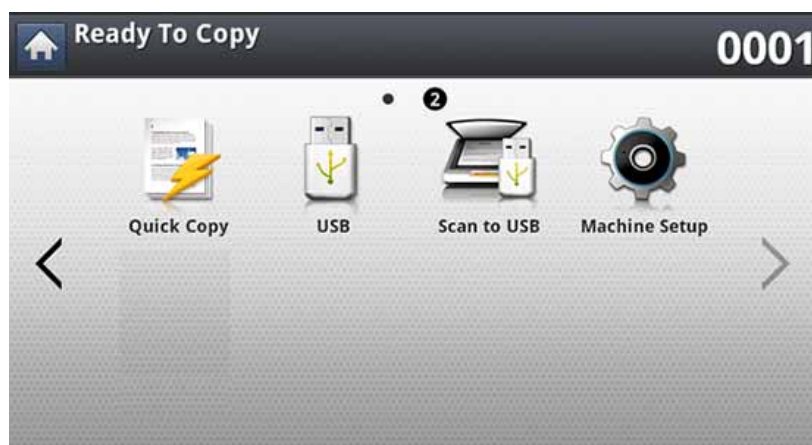 Ready To Copy
0001
2
Quick Copy
USB
Scan to USB
Machine Setup